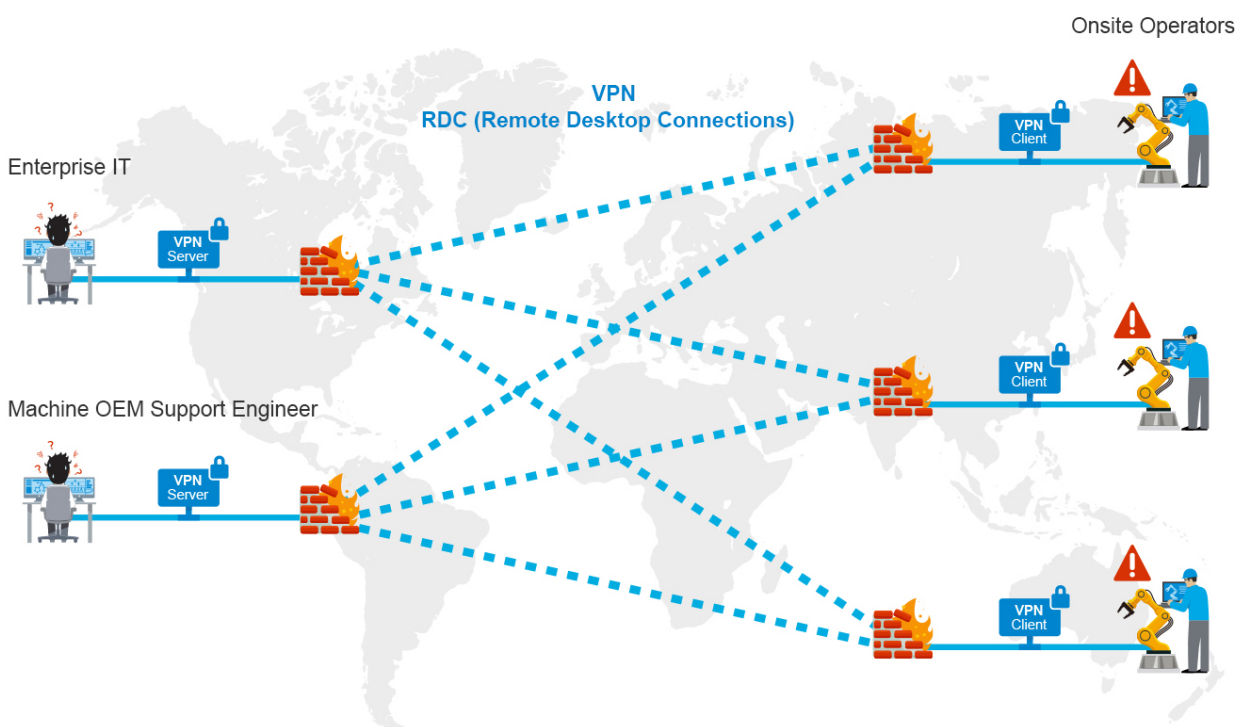 Onsite Operators
VPN
RDC (Remote Desktop Connections)
VPN
Client
Enterprise IT
VPN
Server
VPN
Client
Machine OEM Support Engineer
VPN
Server
VPN
Client